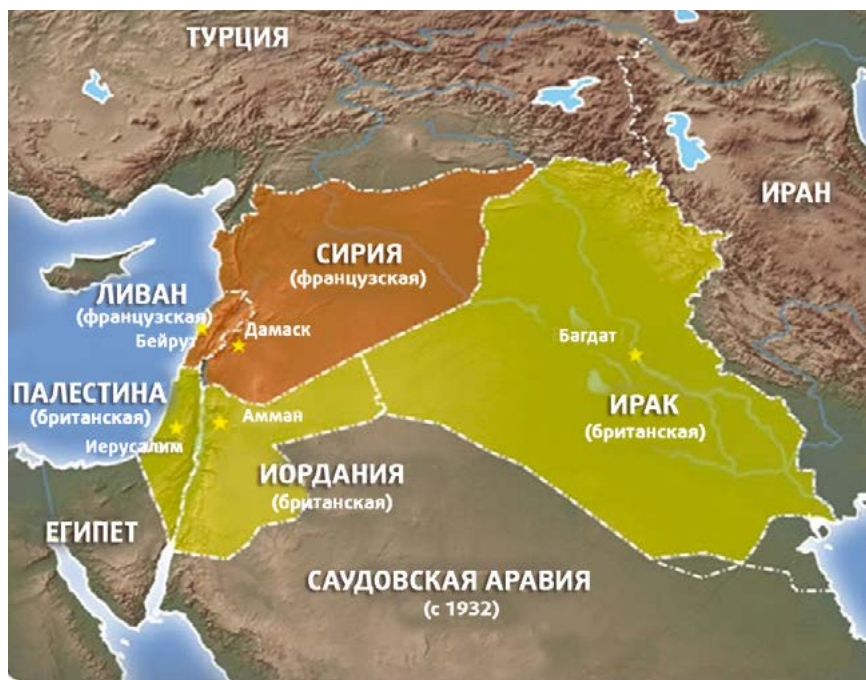 ТУРЦИЯ
ИРАН
СИРИЯ
(французская)
ЛИВАН
(французская)
Бейрут
Дамаск
Багдат
ПАЛЕСТИНА
(британская)
Амман
ИРАК
(британская)
Иерусалим
ИОРДАНИЯ
(британская)
ЕГИПЕТ
САУДОВСКАЯ АРАВИЯ
(с 1932)